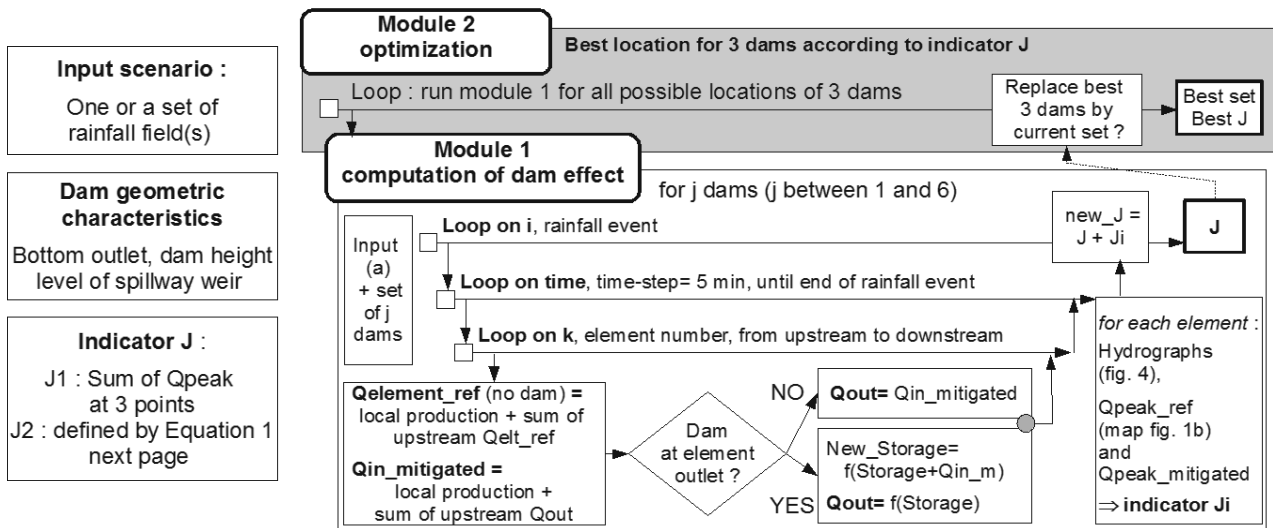 Input scenario :
One or a set of
rainfall field(s)
Dam geometric
characteristics
Bottom outlet, dam height
level of spillway weir
Indicator J :
J1 : Sum of Qpeak
at 3 points
J2 : defined by Equation 1
next page
Module 2
optimization
Best location for 3 dams according to indicator J
Loop : run module 1 for all possible locations of 3 dams
Replace best
3 dams by
current set ?
Best set
Best J
Module 1
computation of dam effect
for j dams (j between 1 and 6)
Input
(a)
+ set
of j
dams
Loop on i, rainfall event
new_J =
J + Ji
J
Loop on time, time-step= 5 min, until end of rainfall event
Loop on k, element number, from upstream to downstream
Qelement_ref (no dam) =
local production + sum of
upstream Qelt_ref
Qin_mitigated =
local production +
sum of upstream Qout
Dam
at element
outlet ?
NO
Qout= Qin_mitigated
YES
New_Storage=
f(Storage+Qin_m)
Qout= f(Storage)
for each element :
Hydrographs
(fig. 4),
Qpeak_ref
(map fig. 1b)
and
Qpeak_mitigated
⇒ indicator Ji